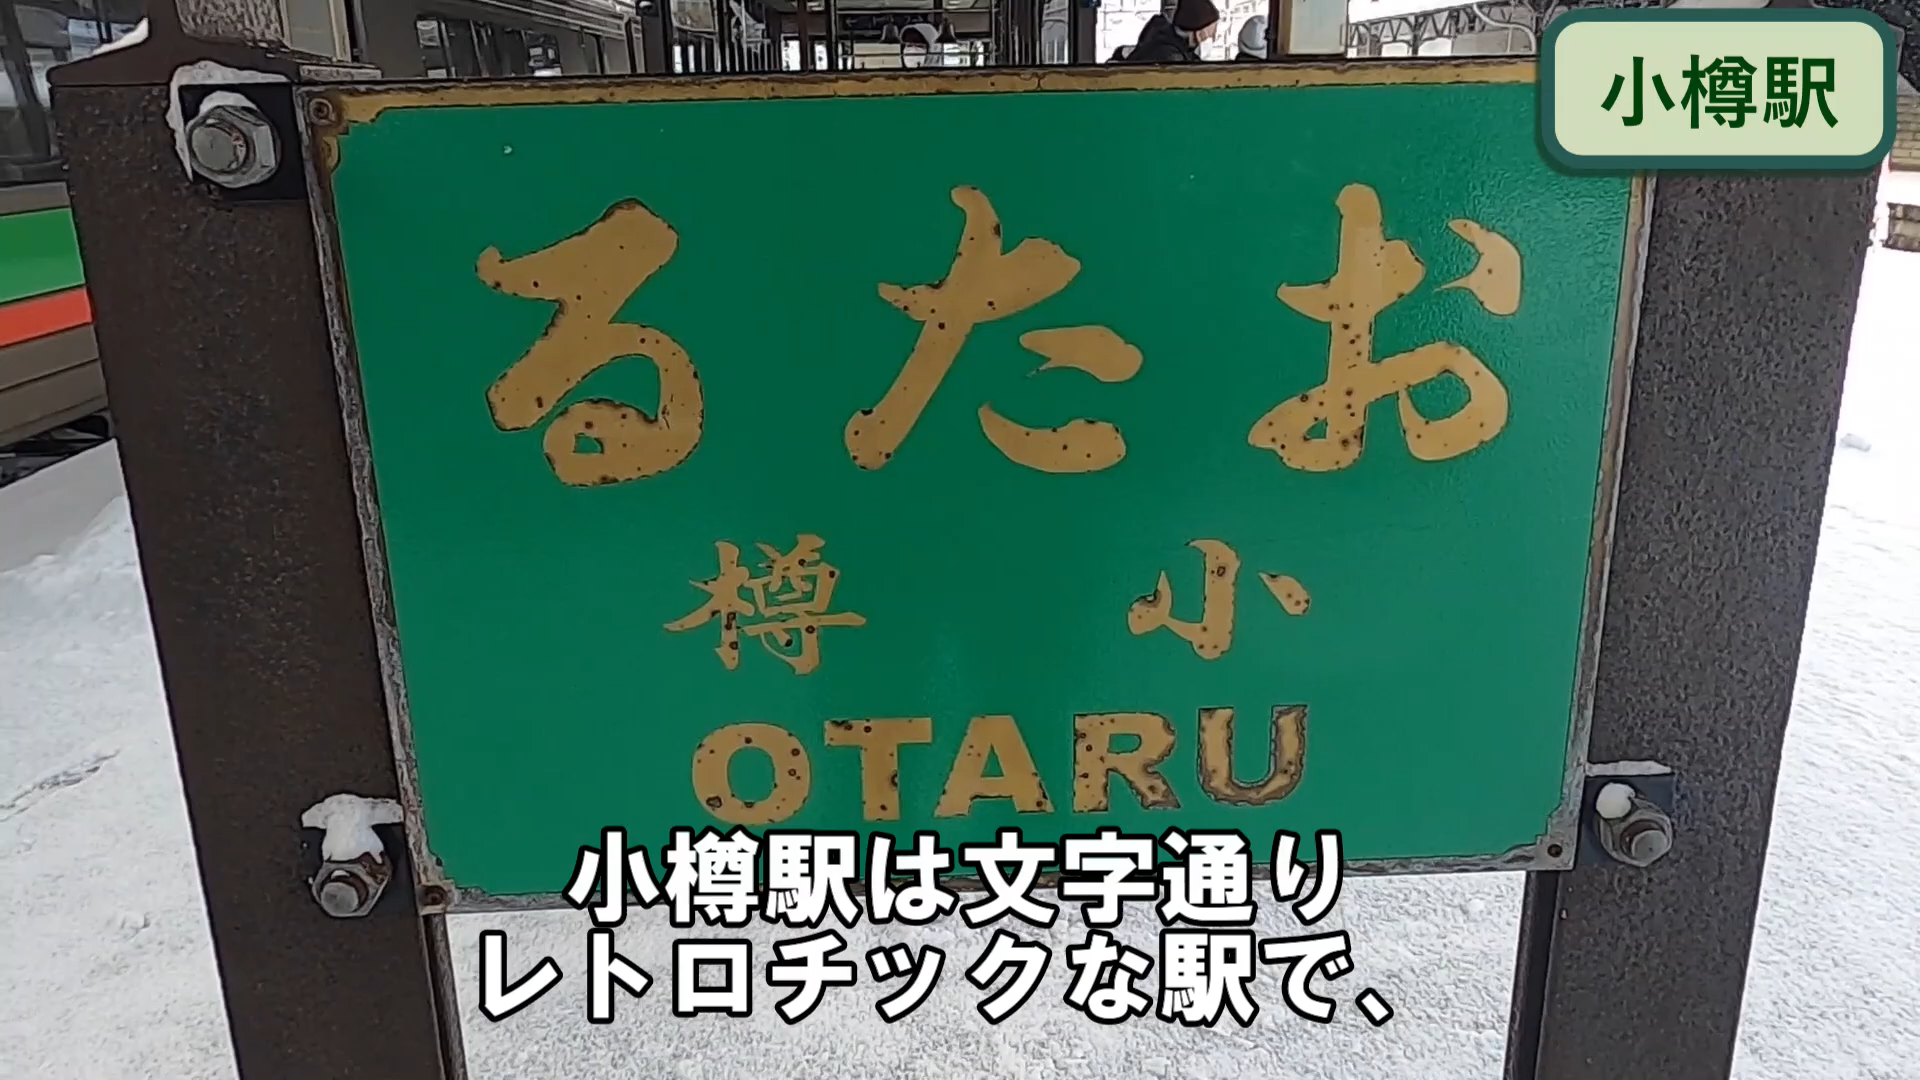 小樽駅
るたお
樽小
OTARU
小樽駅は文字通り
レトロチックな駅で、